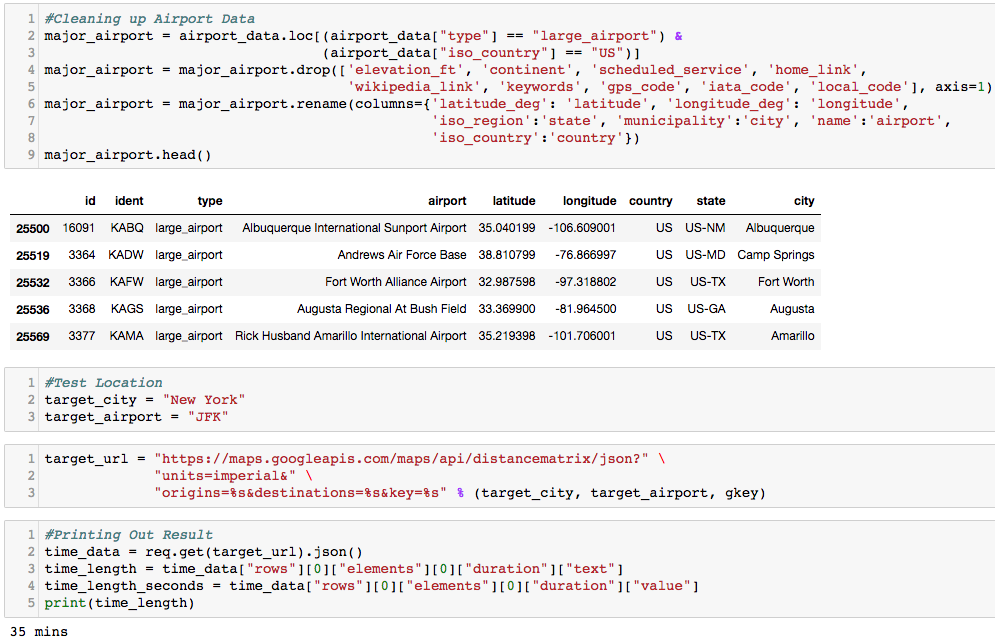 1 #Cleaning up Airport Data
2 major_airport = airport_data.loc[(airport_data["type"] == "large_airport") &
3 (airport_data["iso_country"] == "US")]
4 major_airport = major_airport.drop(['elevation_ft', 'continent', 'scheduled_service', 'home_link',
5 'wikipedia_link', 'keywords', 'gps_code', 'iata_code', 'local_code'], axis=1)
6 major_airport = major_airport.rename(columns={'latitude_deg': 'latitude', 'longitude_deg': 'longitude',
7 'iso_region':'state', 'municipality':'city', 'name':'airport',
8 'iso_country':'country'})
9 major_airport.head()
id ident type airport latitude longitude country state city
25500 16091 KABQ large_airport Albuquerque International Sunport Airport 35.040199 -106.609001 US US-NM Albuquerque
25519 3364 KADW large_airport Andrews Air Force Base 38.810799 -76.866997 US US-MD Camp Springs
25532 3366 KAFW large_airport Fort Worth Alliance Airport 32.987598 -97.318802 US US-TX Fort Worth
25536 3368 KAGS large_airport Augusta Regional At Bush Field 33.369900 -81.964500 US US-GA Augusta
25569 3377 KAMA large_airport Rick Husband Amarillo International Airport 35.219398 -101.706001 US US-TX Amarillo
1 #Test Location
2 target_city = "New York"
3 target_airport = "JFK"
1 target_url = "https://maps.googleapis.com/maps/api/distancematrix/json?" \
2 "units=imperial&" \
3 "origins=%s&destinations=%s&key=%s" % (target_city, target_airport, gkey)
1 #Printing Out Result
2 time_data = req.get(target_url).json()
3 time_length = time_data["rows"][0]["elements"][0]["duration"]["text"]
4 time_length_seconds = time_data["rows"][0]["elements"][0]["duration"]["value"]
5 print(time_length)
35 mins